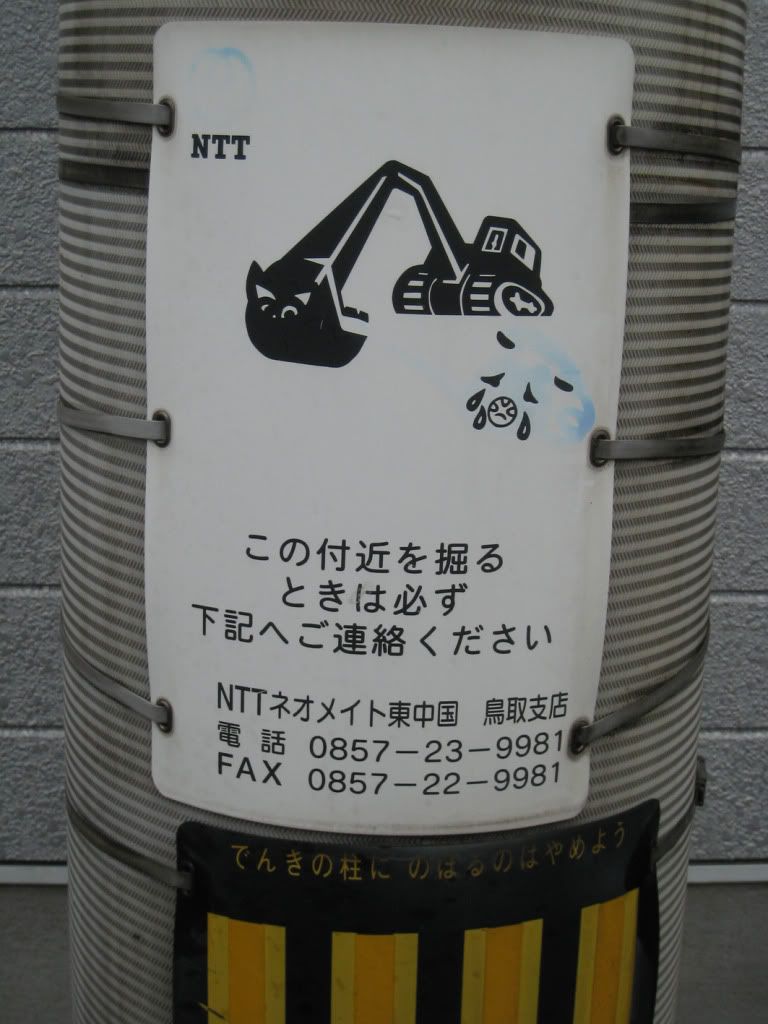 NTT
この付近を掘る
ときは必ず
下記へご連絡ください
NTTネオメイト東中国 鳥取支店
電話 0857－23－9981
FAX 0857－22－9981
でんきの柱に のぼるのはやめよう